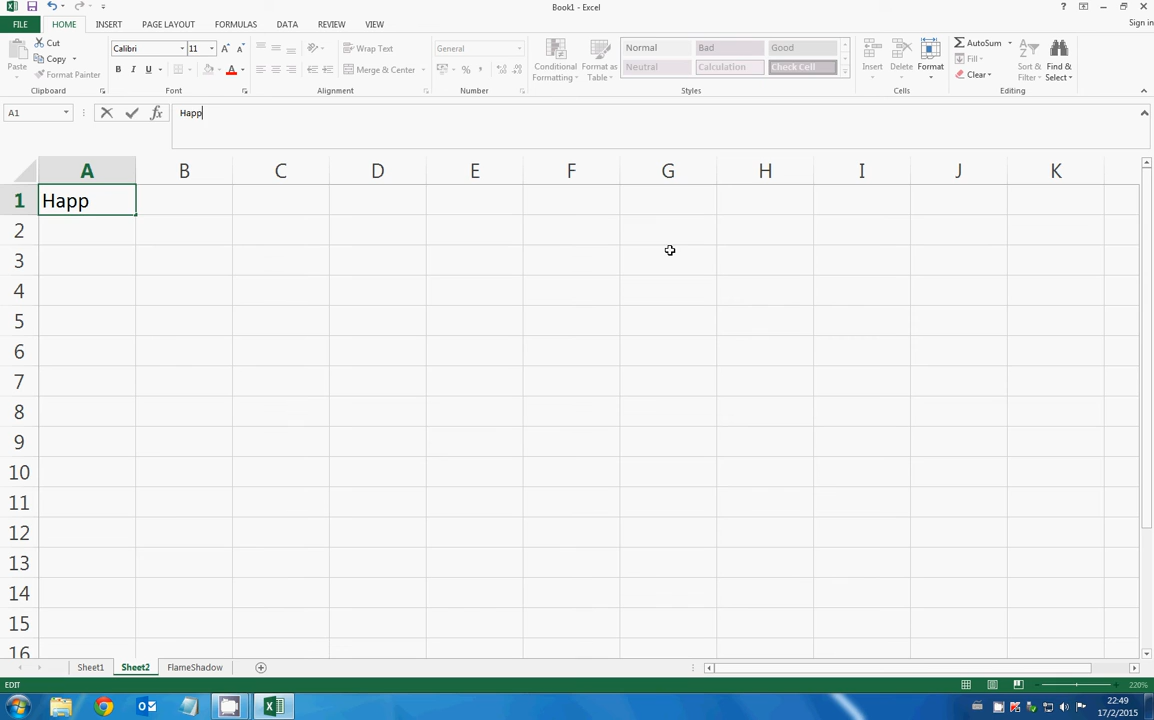 Book1 - Excel
FILE HOME INSERT PAGE LAYOUT FORMULAS DATA REVIEW VIEW Sign in
Paste Cut Copy Format Painter Clipboard
Calibri 11 B I U A Font
Wrap Text Merge & Center Alignment
General % , Number
Conditional Formatting Format as Table Normal Bad Good Neutral Calculation Check Cell Styles
Insert Delete Format Cells
AutoSum Fill Clear Sort & Filter Find & Select Editing
A1 fx Happ
A B C D E F G H I J K
1 Happ
2
3
4
5
6
7
8
9
10
11
12
13
14
15
16
Sheet1 Sheet2 FlameShadow
EDIT 220%
22:49
17/2/2015